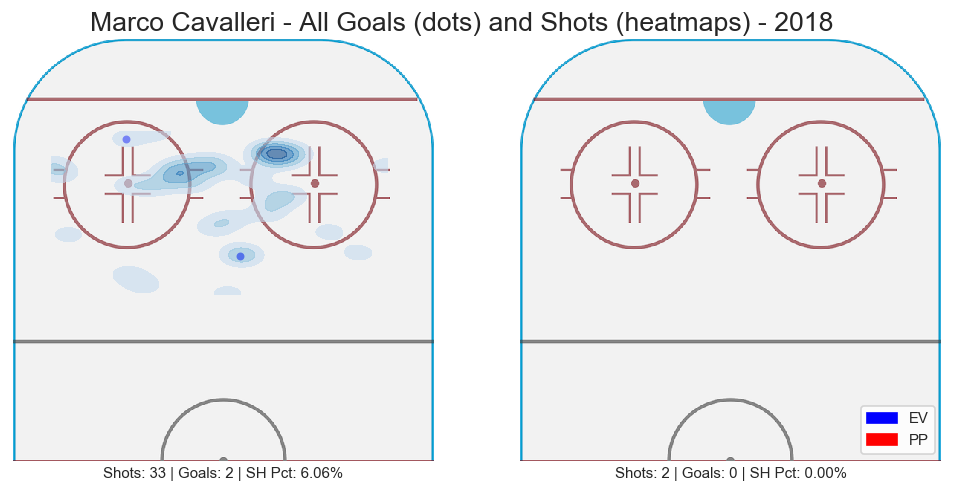 Marco Cavalleri - All Goals (dots) and Shots (heatmaps) - 2018
EV
PP
Shots: 33 | Goals: 2 | SH Pct: 6.06%
Shots: 2 | Goals: 0 | SH Pct: 0.00%